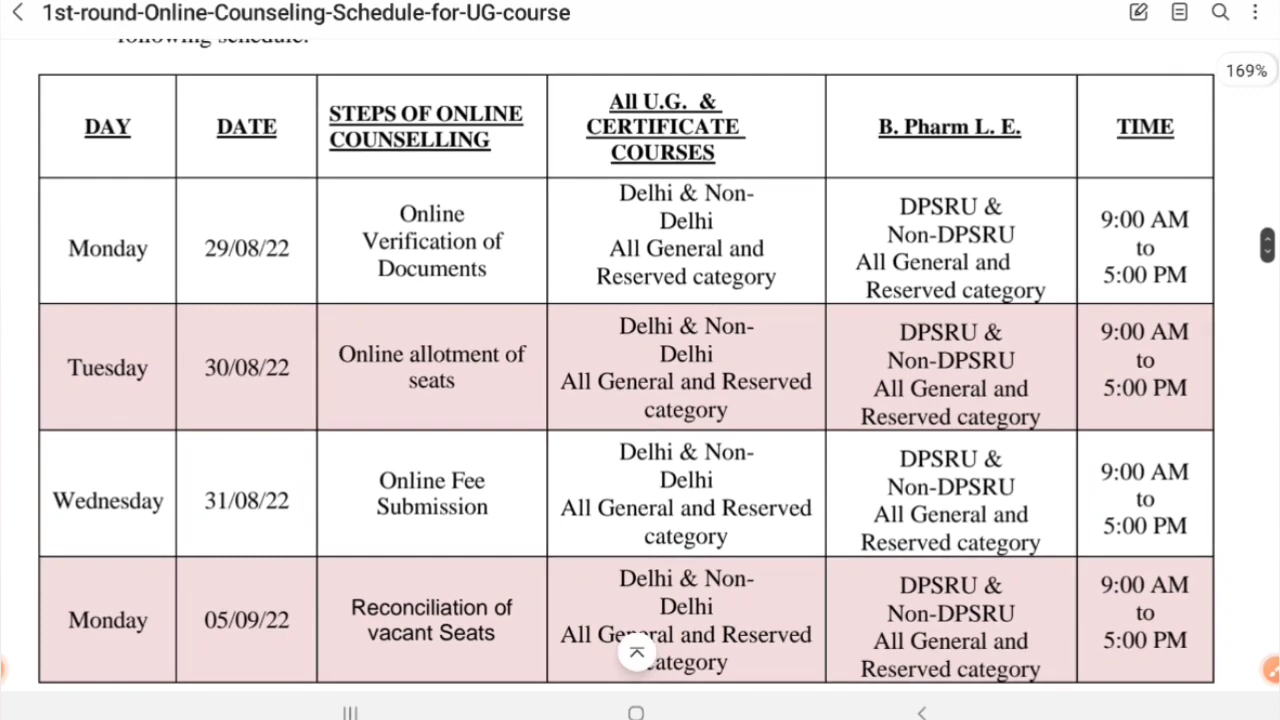 1st-round-Online-Counseling-Schedule-for-UG-course
following schedule:
169%
DAY
DATE
STEPS OF ONLINE
COUNSELLING
All U.G. &
CERTIFICATE
COURSES
B. Pharm L. E.
TIME
Monday
29/08/22
Online
Verification of
Documents
Delhi & Non-
Delhi
All General and
Reserved category
DPSRU &
Non-DPSRU
All General and
Reserved category
9:00 AM
to
5:00 PM
Tuesday
30/08/22
Online allotment of
seats
Delhi & Non-
Delhi
All General and Reserved
category
DPSRU &
Non-DPSRU
All General and
Reserved category
9:00 AM
to
5:00 PM
Wednesday
31/08/22
Online Fee
Submission
Delhi & Non-
Delhi
All General and Reserved
category
DPSRU &
Non-DPSRU
All General and
Reserved category
9:00 AM
to
5:00 PM
Monday
05/09/22
Reconciliation of
vacant Seats
Delhi & Non-
Delhi
All General and Reserved
category
DPSRU &
Non-DPSRU
All General and
Reserved category
9:00 AM
to
5:00 PM